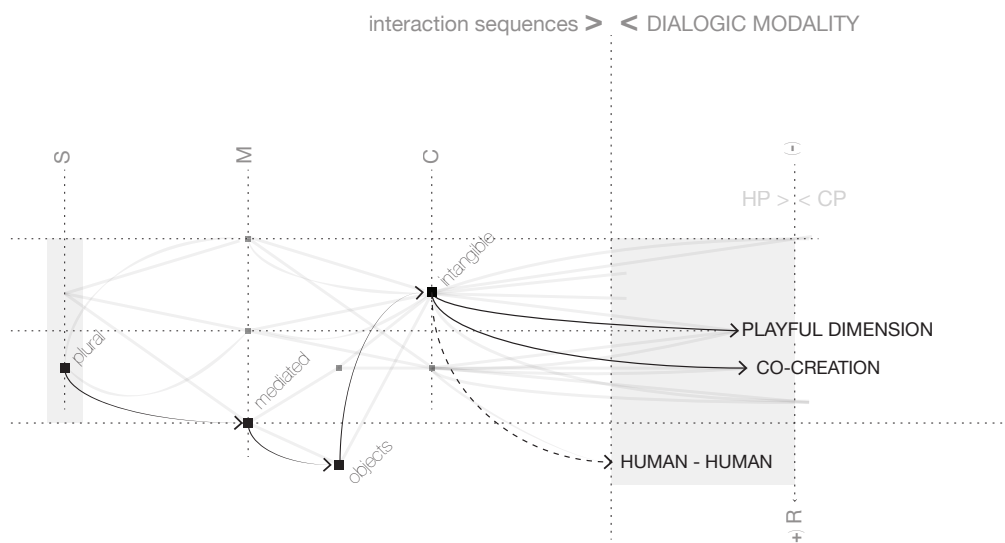 interaction sequences > < DIALOGIC MODALITY
S
M
C
(-)
HP > < CP
intangible
plural
mediated
objects
PLAYFUL DIMENSION
CO-CREATION
HUMAN - HUMAN
(+) R